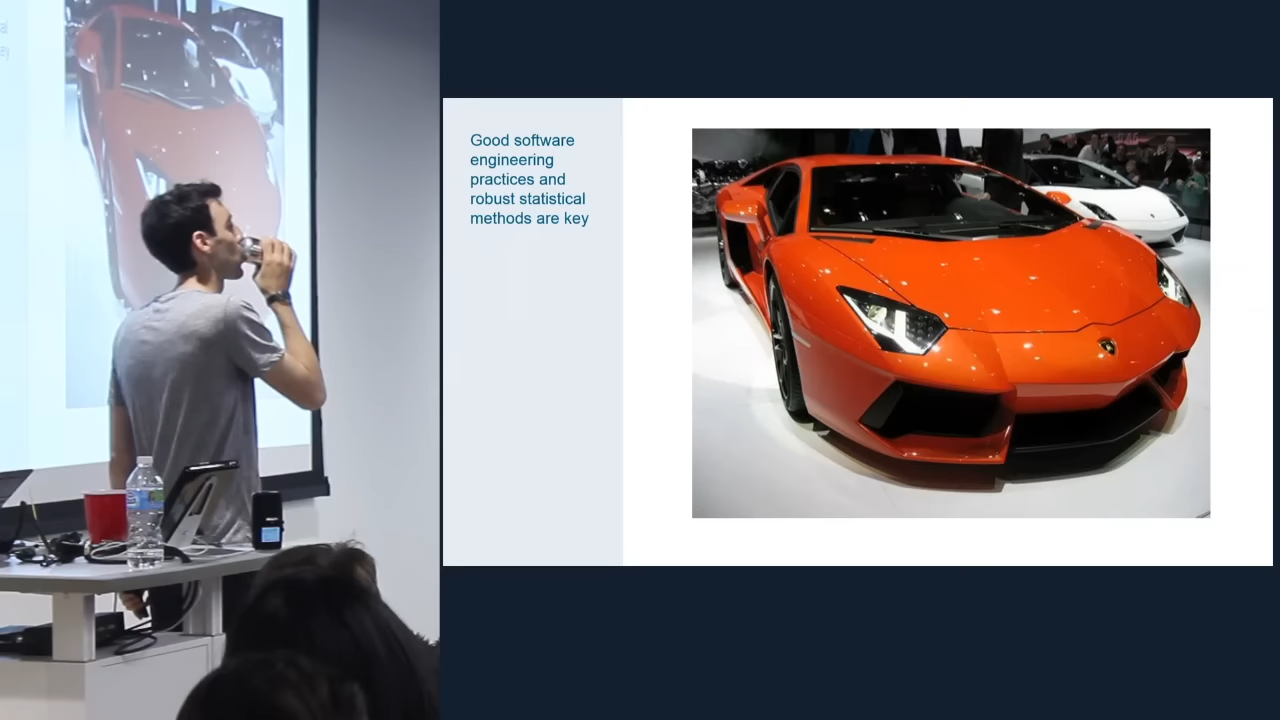 Good software
engineering
practices and
robust statistical
methods are key